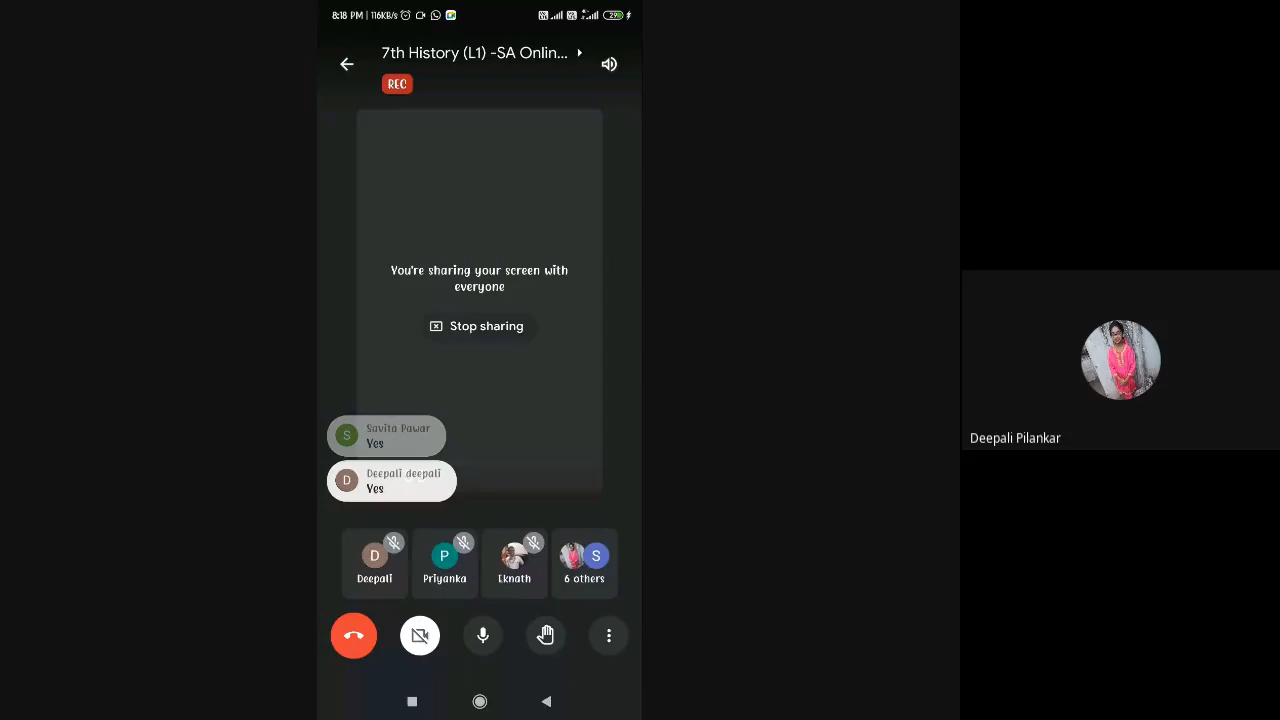 8:18 PM | 116KB/s
29
7th History (L1) -SA Onlin...
REC
You're sharing your screen with
everyone
Stop sharing
S
Savita Pawar
Yes
D
Deepali deepali
Yes
D
P
S
Deepali
Priyanka
Eknath
6 others
Deepali Pilankar